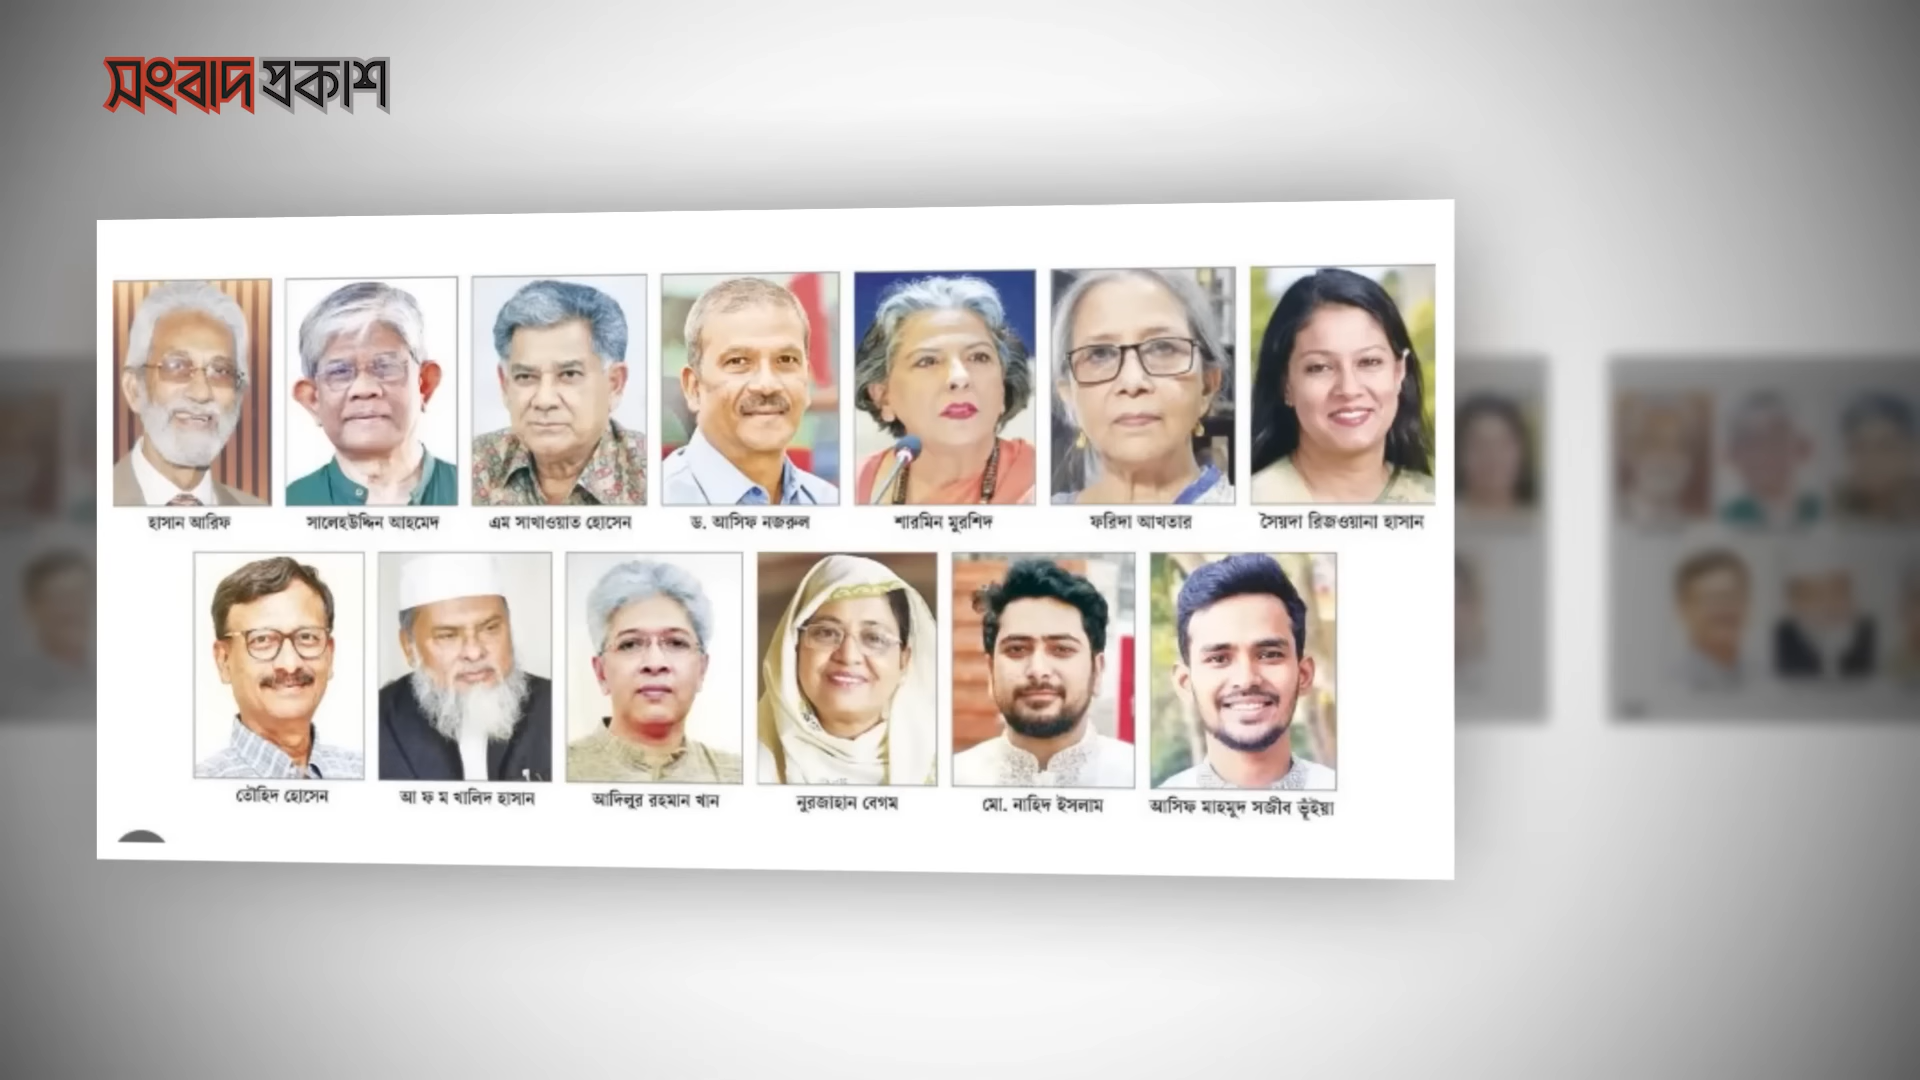 সংবাদ প্রকাশ
হাসান আরিফ
সালেহউদ্দিন আহমেদ
এম সাখাওয়াত হোসেন
ড. আসিফ নজরুল
শারমিন মুরশিদ
ফরিদা আখতার
সৈয়দা রিজওয়ানা হাসান
তৌহিদ হোসেন
আ ফ ম খালিদ হাসান
আদিলুর রহমান খান
নুরজাহান বেগম
মো. নাহিদ ইসলাম
আসিফ মাহমুদ সজীব ভূঁইয়া